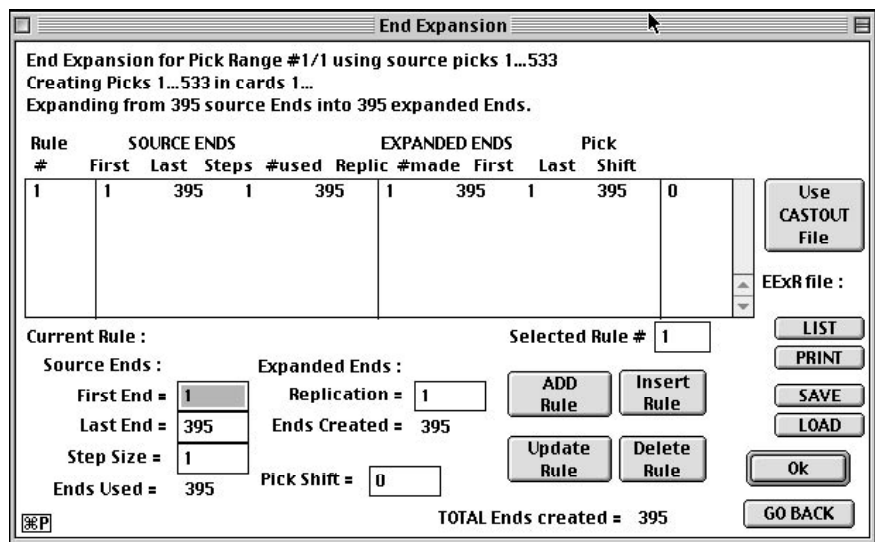 End Expansion
End Expansion for Pick Range #1/1 using source picks 1...533
Creating Picks 1...533 in cards 1...
Expanding from 395 source Ends into 395 expanded Ends.
Rule SOURCE ENDS EXPANDED ENDS Pick
# First Last Steps #used Replic #made First Last Shift
1 1 395 1 395 1 395 1 395 0
Use
CASTOUT
File
EExR file :
Current Rule :
Selected Rule # 1
LIST
PRINT
SAVE
LOAD
Source Ends :
First End = 1
Last End = 395
Step Size = 1
Ends Used = 395
Expanded Ends :
Replication = 1
Ends Created = 395
Pick Shift = 0
ADD
Rule
Insert
Rule
Update
Rule
Delete
Rule
Ok
GO BACK
TOTAL Ends created = 395
⌘P